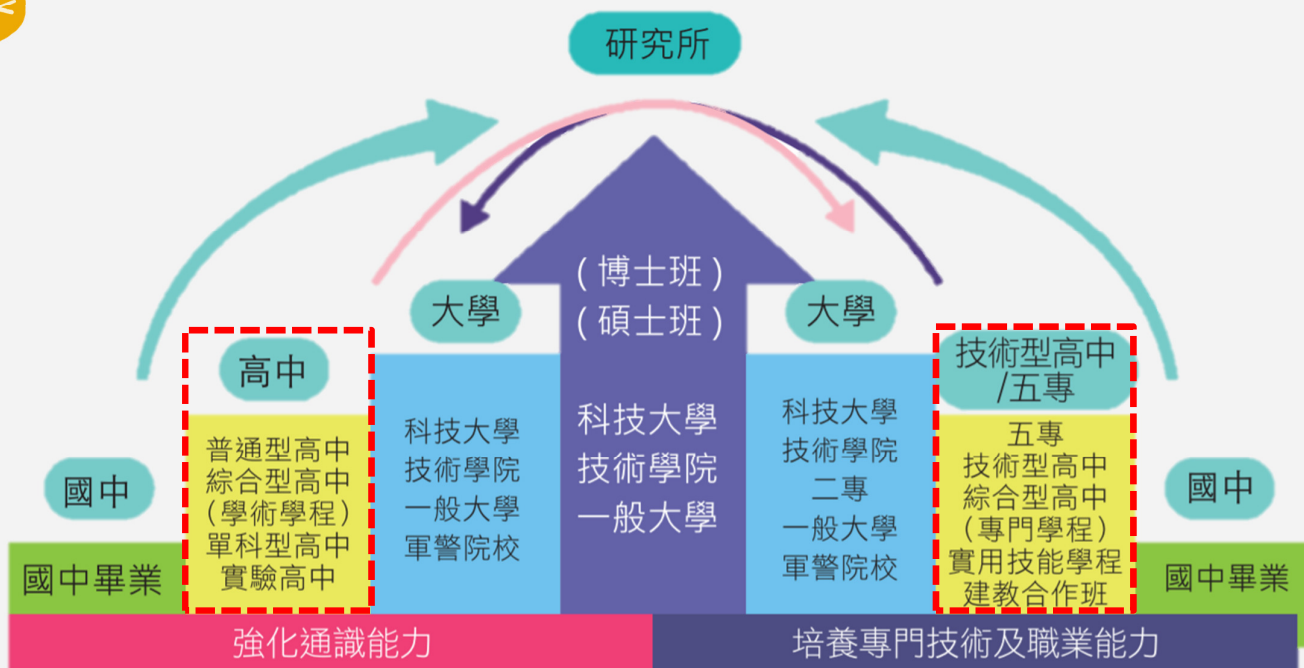 研究所
大學
(博士班)
(碩士班)
大學
高中
技術型高中
/五專
國中
普通型高中
綜合型高中
(學術學程)
單科型高中
實驗高中
科技大學
技術學院
一般大學
軍警院校
科技大學
技術學院
一般大學
科技大學
技術學院
二專
一般大學
軍警院校
五專
技術型高中
綜合型高中
(專門學程)
實用技能學程
建教合作班
國中
國中畢業
國中畢業
強化通識能力
培養專門技術及職業能力